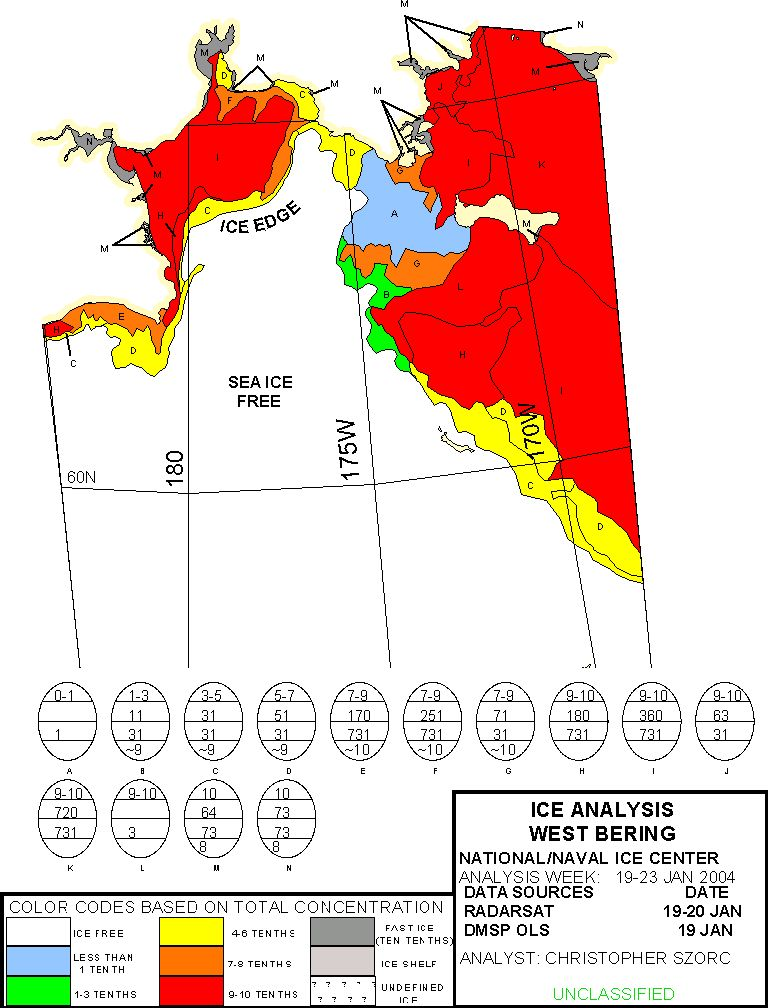 M
N
M
M
D
M
M
F
C
M
J
M
N
I
D
G
I
K
M
H
C
A
M
ICE EDGE
M
G
L
B
E
H
D
C
H
I
SEA ICE
FREE
D
180
175W
170W
60N
C
D
0-1 1-3 3-5 5-7 7-9 7-9 7-9 9-10 9-10 9-10
11 31 51 170 251 71 180 360 63
1 31 31 31 731 731 31 731 731 31
~9 ~9 ~9 ~10 ~10 ~10
A B C D E F G H I J
9-10 9-10 10 10
720 64 73
731 3 73 73
8 8
K L M N
ICE ANALYSIS
WEST BERING
NATIONAL/NAVAL ICE CENTER
ANALYSIS WEEK: 19-23 JAN 2004
DATA SOURCES DATE
RADARSAT 19-20 JAN
DMSP OLS 19 JAN
ANALYST: CHRISTOPHER SZORC
UNCLASSIFIED
COLOR CODES BASED ON TOTAL CONCENTRATION
ICE FREE
LESS THAN
1 TENTH
1-3 TENTHS
4-6 TENTHS
7-8 TENTHS
9-10 TENTHS
FAST ICE
(TEN TENTHS)
ICE SHELF
? ? ? ? ?
? ? ? ?
UNDEFINED
ICE